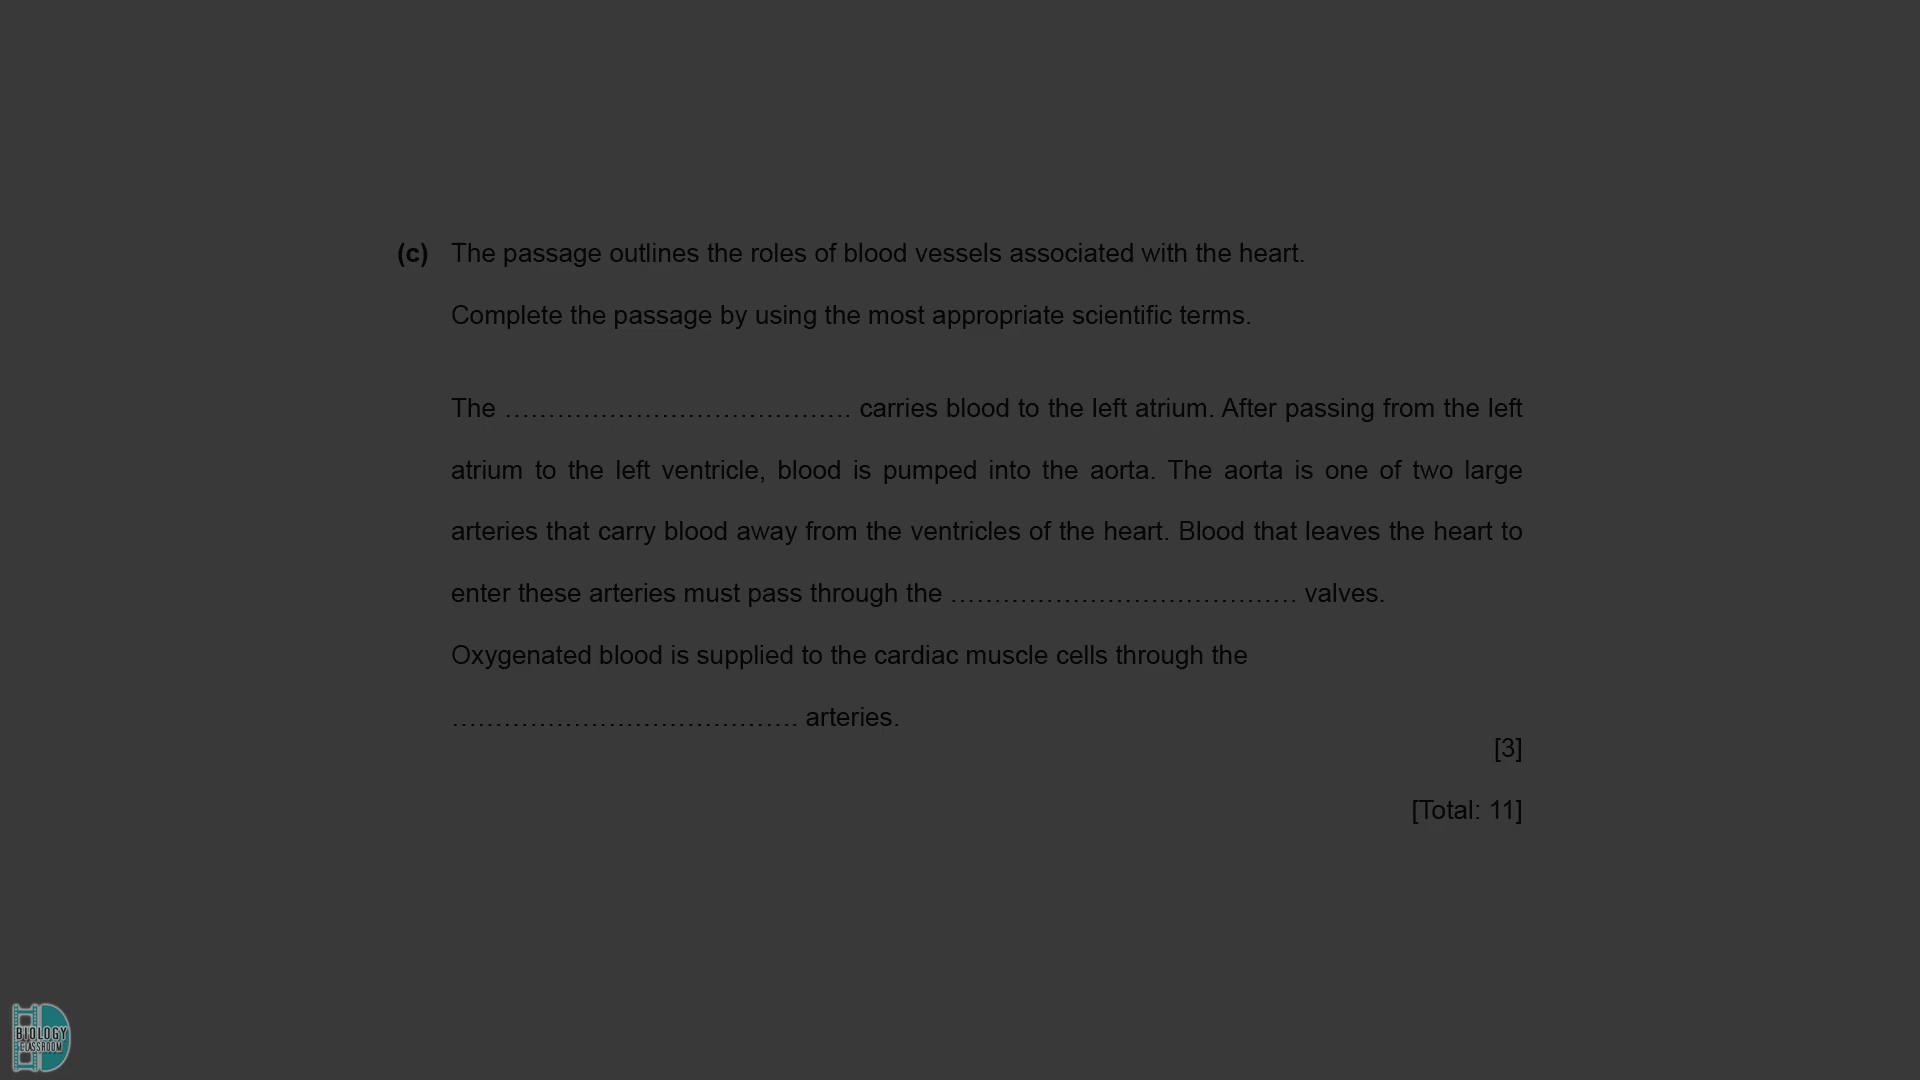 (c) The passage outlines the roles of blood vessels associated with the heart.
Complete the passage by using the most appropriate scientific terms.
The …………………………………. carries blood to the left atrium. After passing from the left
atrium to the left ventricle, blood is pumped into the aorta. The aorta is one of two large
arteries that carry blood away from the ventricles of the heart. Blood that leaves the heart to
enter these arteries must pass through the …………………………………. valves.
Oxygenated blood is supplied to the cardiac muscle cells through the
…………………………………. arteries.
[3]
[Total: 11]
BIOLOGY
CLASSROOM